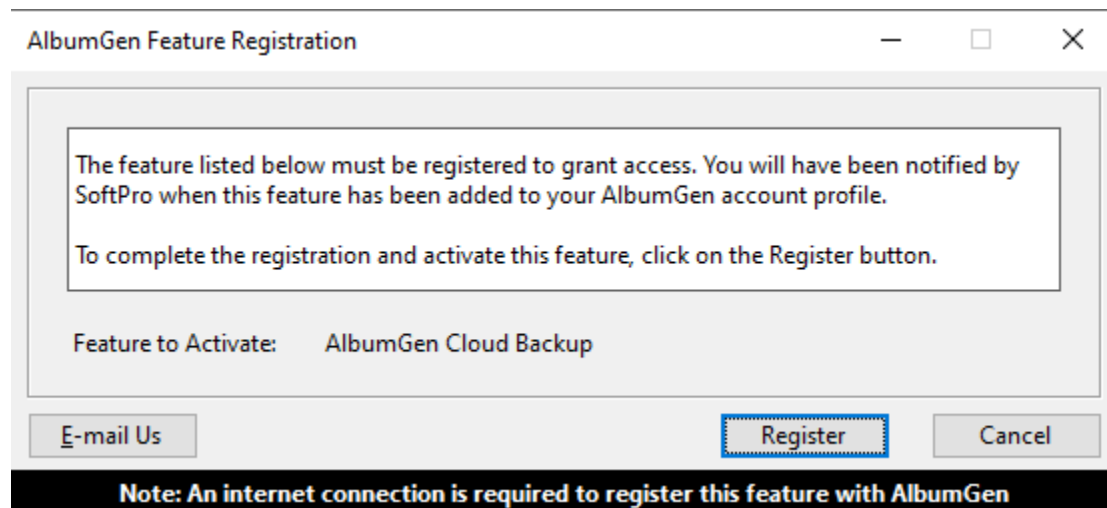 AlbumGen Feature Registration
The feature listed below must be registered to grant access. You will have been notified by
SoftPro when this feature has been added to your AlbumGen account profile.
To complete the registration and activate this feature, click on the Register button.
Feature to Activate: AlbumGen Cloud Backup
E-mail Us Register Cancel
Note: An internet connection is required to register this feature with AlbumGen